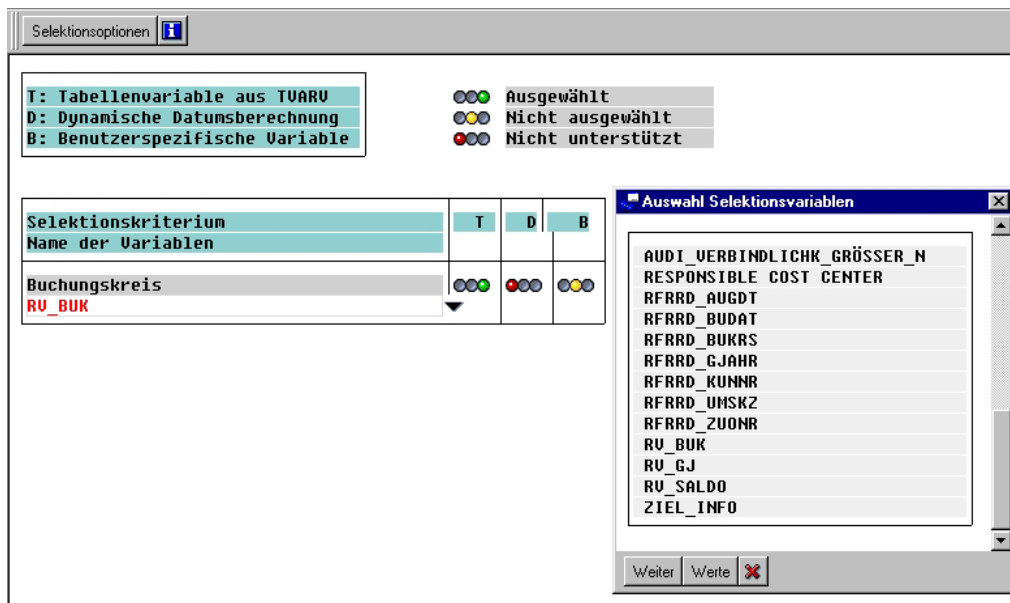 Selektionsoptionen
T: Tabellenvariable aus TVARV
D: Dynamische Datumsberechnung
B: Benutzerspezifische Variable
Ausgewählt
Nicht ausgewählt
Nicht unterstützt
Selektionskriterium T D B
Name der Variablen
Buchungskreis
RV_BUK
Auswahl Selektionsvariablen
AUDI_VERBINDLICHK_GRÖSSER_N
RESPONSIBLE COST CENTER
RFRRD_AUGDT
RFRRD_BUDAT
RFRRD_BUKRS
RFRRD_GJAHR
RFRRD_KUNNR
RFRRD_UMSKZ
RFRRD_ZUONR
RV_BUK
RV_GJ
RV_SALDO
ZIEL_INFO
Weiter Werte